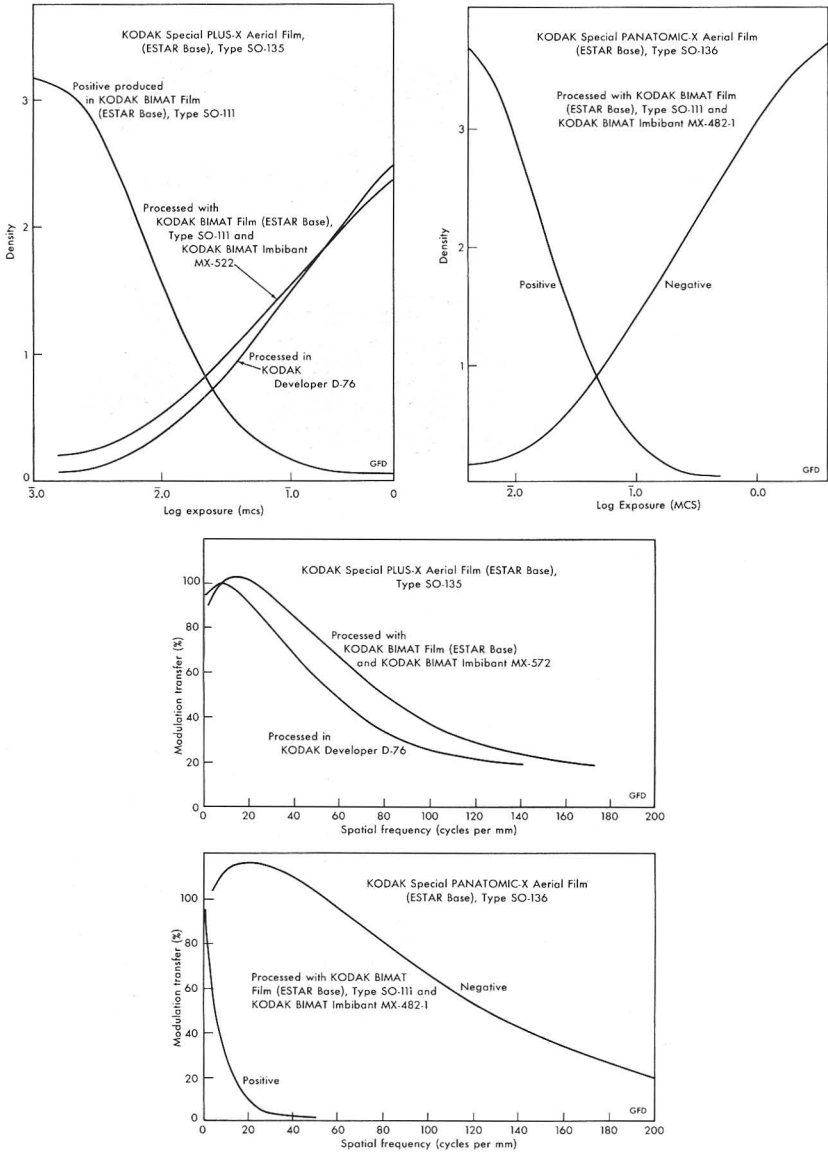 KODAK Special PLUS-X Aerial Film,
(ESTAR Base), Type SO-135
Positive produced
in KODAK BIMAT Film
(ESTAR Base), Type SO-111
Processed with
KODAK BIMAT Film (ESTAR Base),
Type SO-111 and
KODAK BIMAT Imbibant
MX-522
Processed in
KODAK
Developer D-76
GFD
Density
3
2
1
0
3̅.0
2̅.0
1̅.0
0
Log exposure (mcs)
KODAK Special PANATOMIC-X Aerial Film
(ESTAR Base), Type SO-136
Processed with KODAK BIMAT Film
(ESTAR Base), Type SO-111 and
KODAK BIMAT Imbibant MX-482-1
Positive
Negative
GFD
Density
3
2
1
2̅.0
1̅.0
0.0
Log Exposure (MCS)
KODAK Special PLUS-X Aerial Film (ESTAR Base),
Type SO-135
Processed with
KODAK BIMAT Film (ESTAR Base)
and KODAK BIMAT Imbibant MX-572
Processed in
KODAK Developer D-76
GFD
Modulation transfer (%)
100
80
60
40
20
0
0 20 40 60 80 100 120 140 160 180 200
Spatial frequency (cycles per mm)
KODAK Special PANATOMIC-X Aerial Film
(ESTAR Base), Type SO-136
Processed with KODAK BIMAT
Film (ESTAR Base), Type SO-111 and
KODAK BIMAT Imbibant MX-482-1
Negative
Positive
GFD
Modulation transfer (%)
100
80
60
40
20
0
0 20 40 60 80 100 120 140 160 180 200
Spatial frequency (cycles per mm)